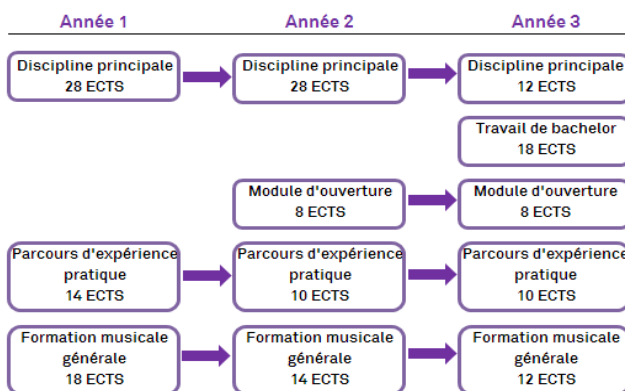 Année 1
Année 2
Année 3
Discipline principale
28 ECTS
Discipline principale
28 ECTS
Discipline principale
12 ECTS
Travail de bachelor
18 ECTS
Module d'ouverture
8 ECTS
Module d'ouverture
8 ECTS
Parcours d'expérience
pratique
14 ECTS
Parcours d'expérience
pratique
10 ECTS
Parcours d'expérience
pratique
10 ECTS
Formation musicale
générale
18 ECTS
Formation musicale
générale
14 ECTS
Formation musicale
générale
12 ECTS